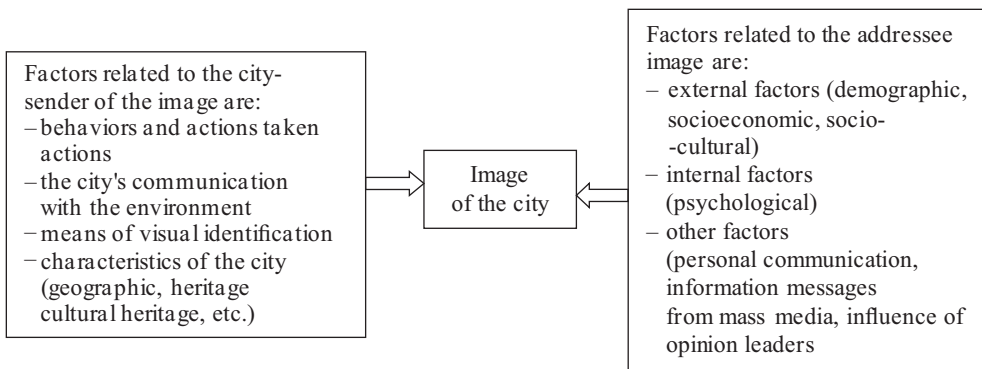 Factors related to the city-
sender of the image are:
– behaviors and actions taken
actions
– the city's communication
with the environment
– means of visual identification
– characteristics of the city
(geographic, heritage
cultural heritage, etc.)
Image
of the city
Factors related to the addressee
image are:
– external factors (demographic,
socioeconomic, socio-
-cultural)
– internal factors
(psychological)
– other factors
(personal communication,
information messages
from mass media, influence of
opinion leaders